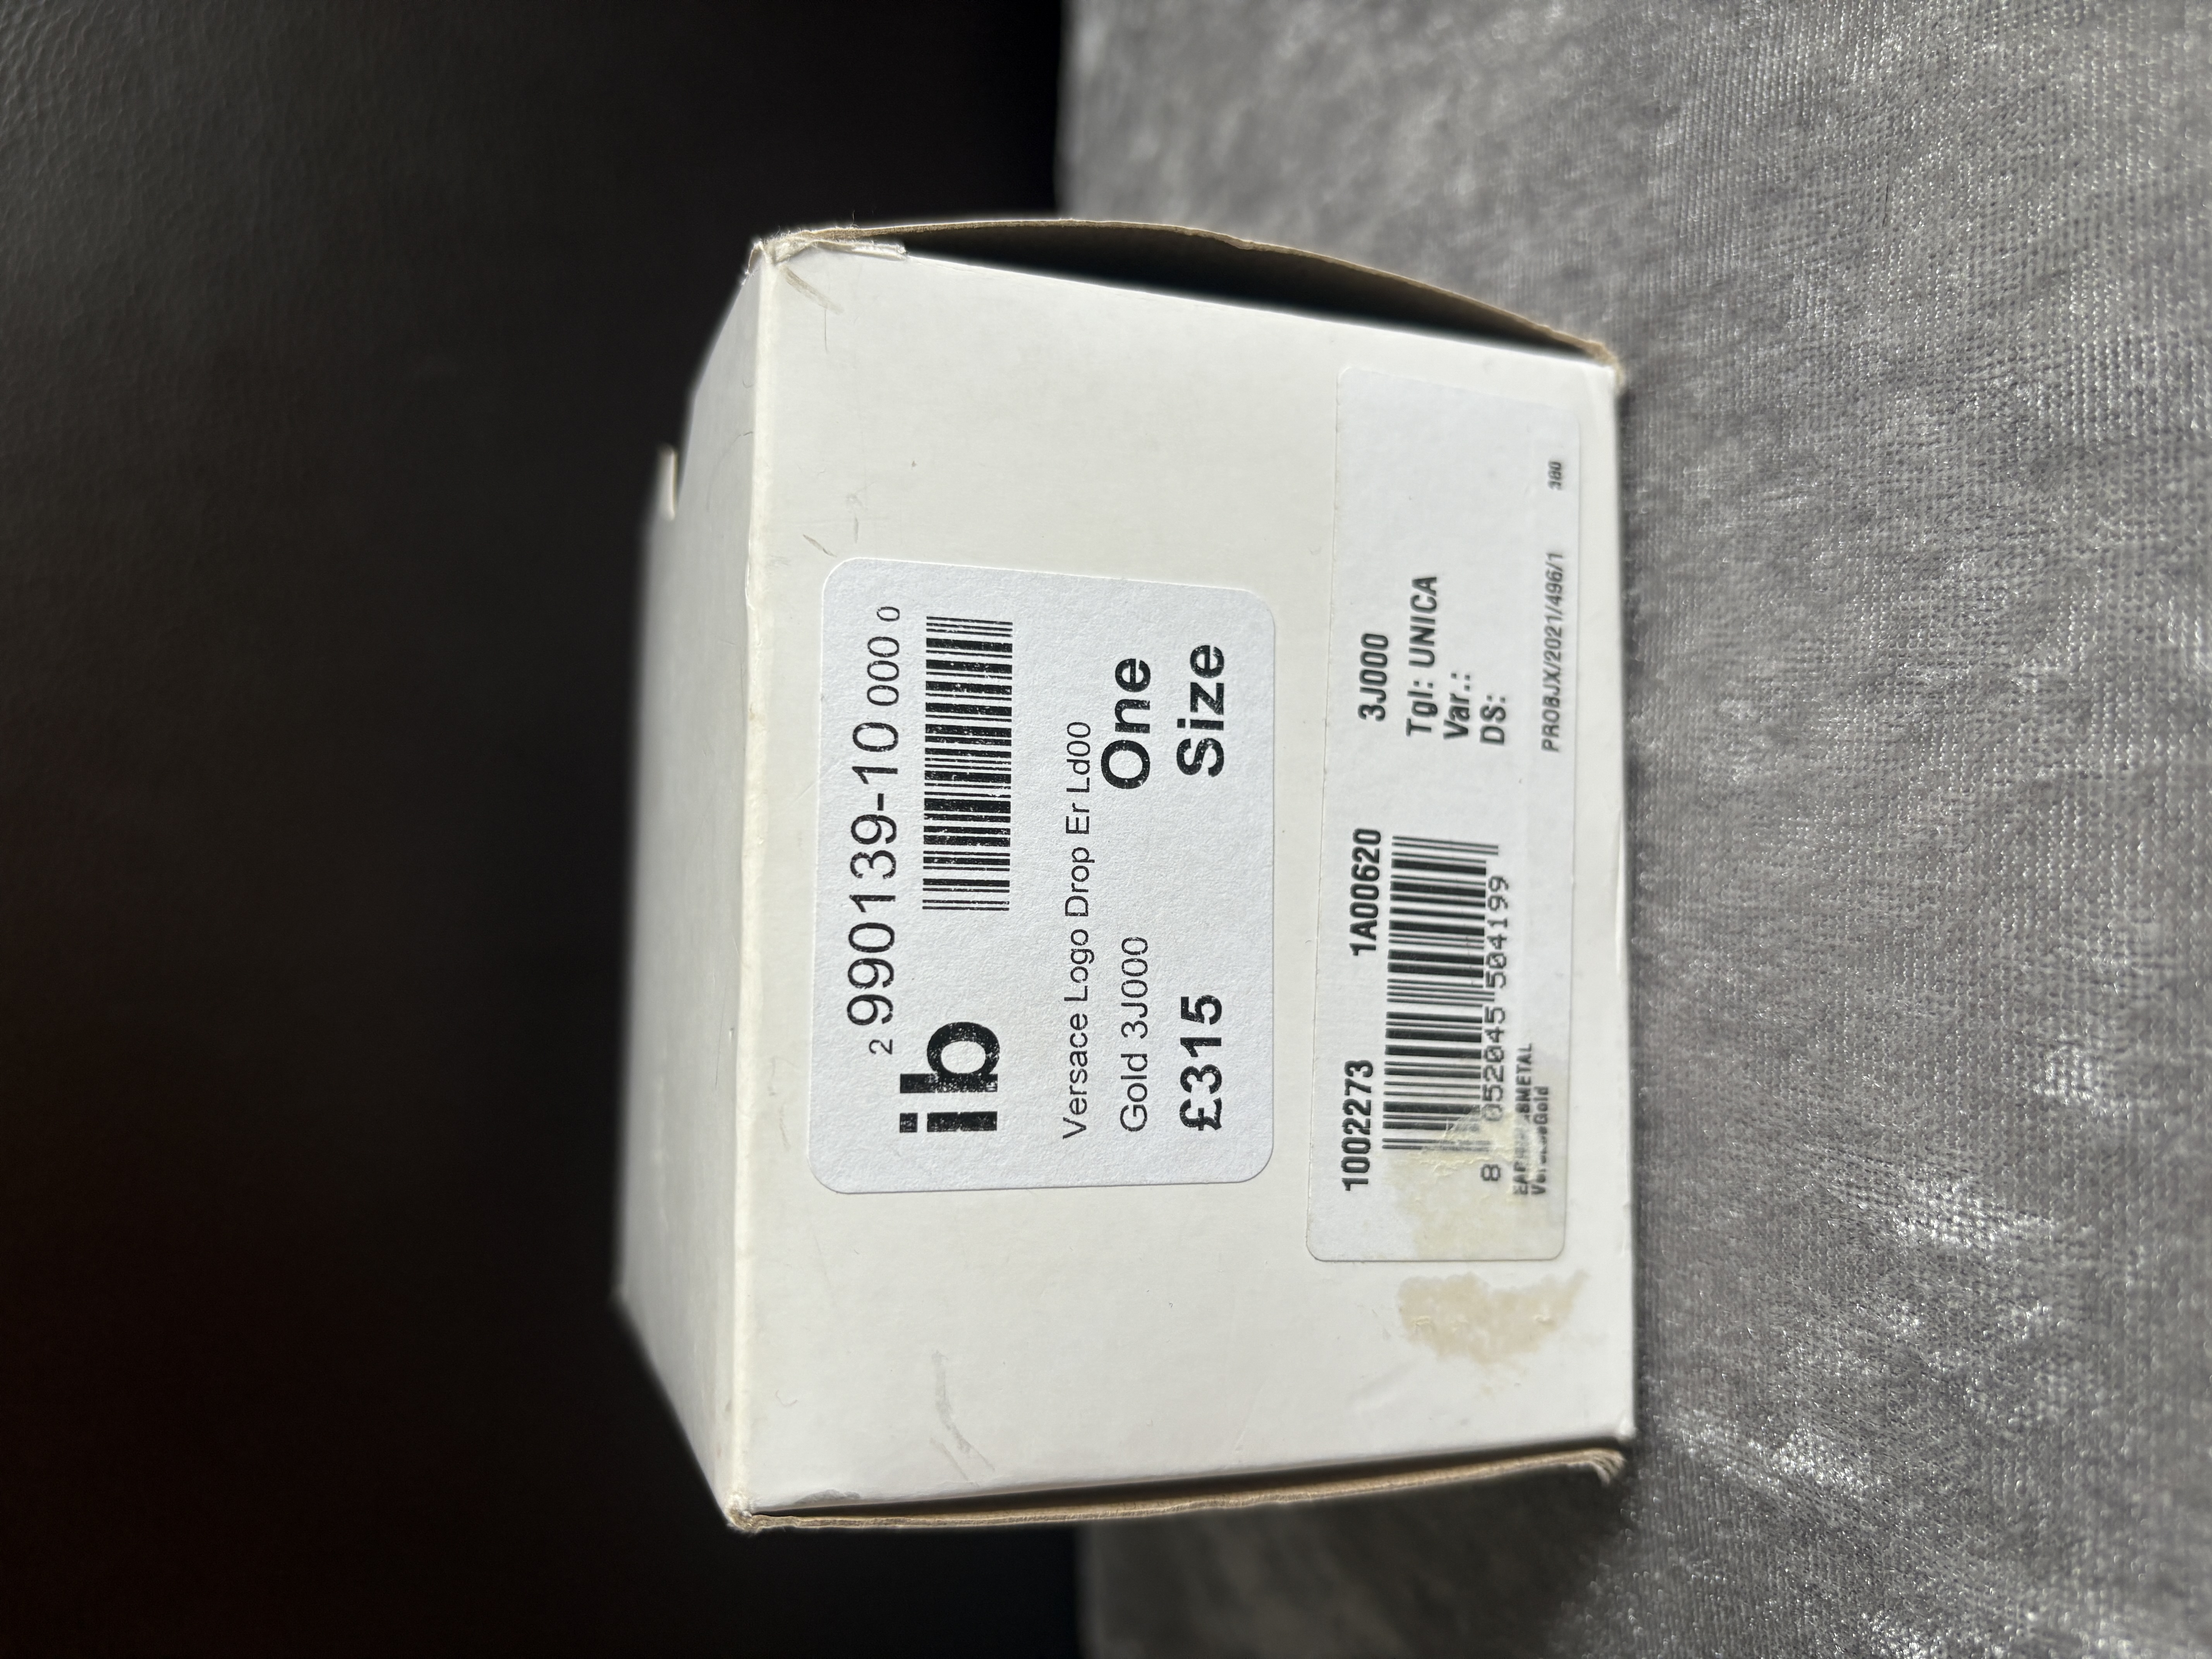 2 990139-10 000 0
ib
Versace Logo Drop Er Ld00
Gold 3J000
£315
One
Size
1002273 1A00620 3J000
Tgl: UNICA
Var.:
DS:
8 052045 504199
PROBJX/2021/496/1 380
Gold